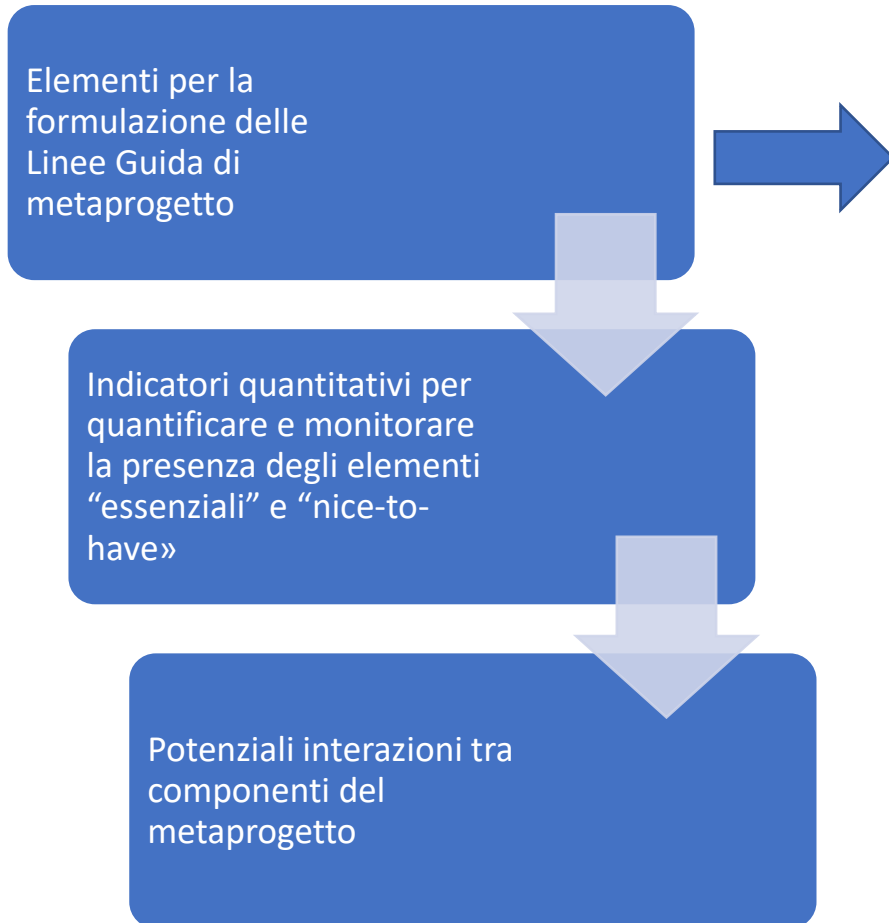 Elementi per la
formulazione delle
Linee Guida di
metaprogetto
Indicatori quantitativi per
quantificare e monitorare
la presenza degli elementi
“essenziali” e “nice-to-
have»
Potenziali interazioni tra
componenti del
metaprogetto